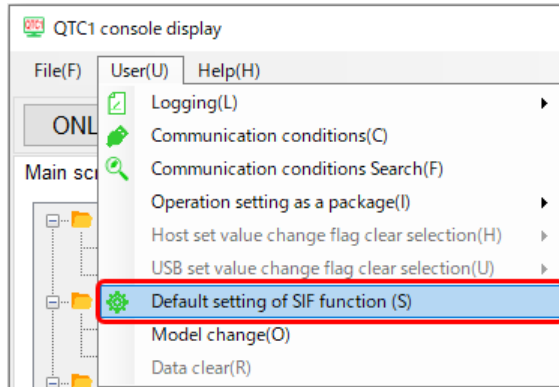 QTC1 console display
File(F) User(U) Help(H)
ONL
Logging(L)
Communication conditions(C)
Main scr
Communication conditions Search(F)
Operation setting as a package(I)
Host set value change flag clear selection(H)
USB set value change flag clear selection(U)
Default setting of SIF function (S)
Model change(O)
Data clear(R)